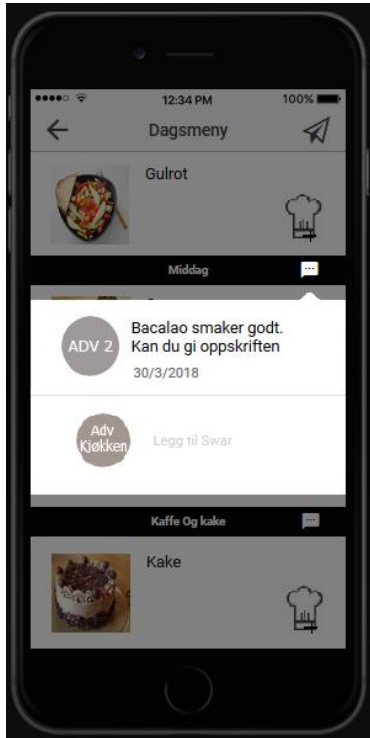 12:34 PM
100%
Dagsmeny
Gulrot
Middag
ADV 2
Bacalao smaker godt.
Kan du gi oppskriften
30/3/2018
Adv
Kjøkken
Legg til Swar
Kaffe Og kake
Kake